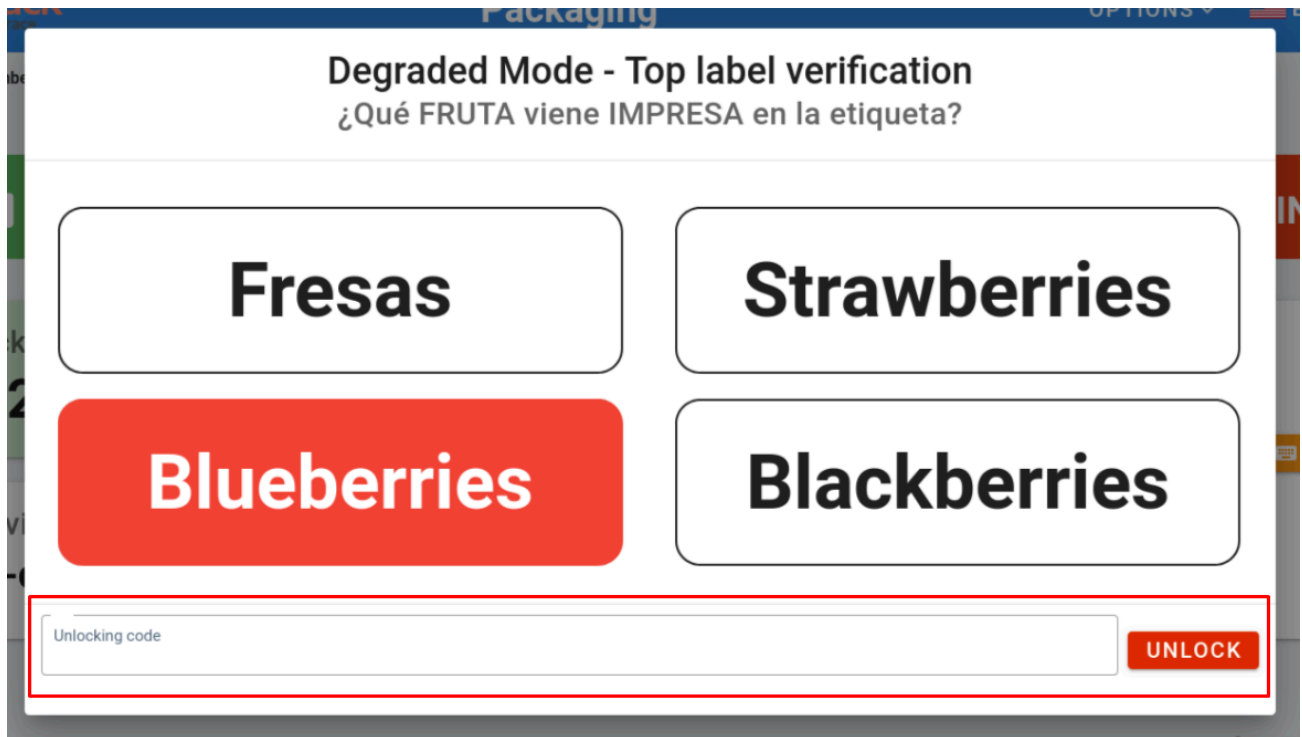 Packaging
OPTIONS
Degraded Mode - Top label verification
¿Qué FRUTA viene IMPRESA en la etiqueta?
Fresas
Strawberries
Blueberries
Blackberries
Unlocking code
UNLOCK